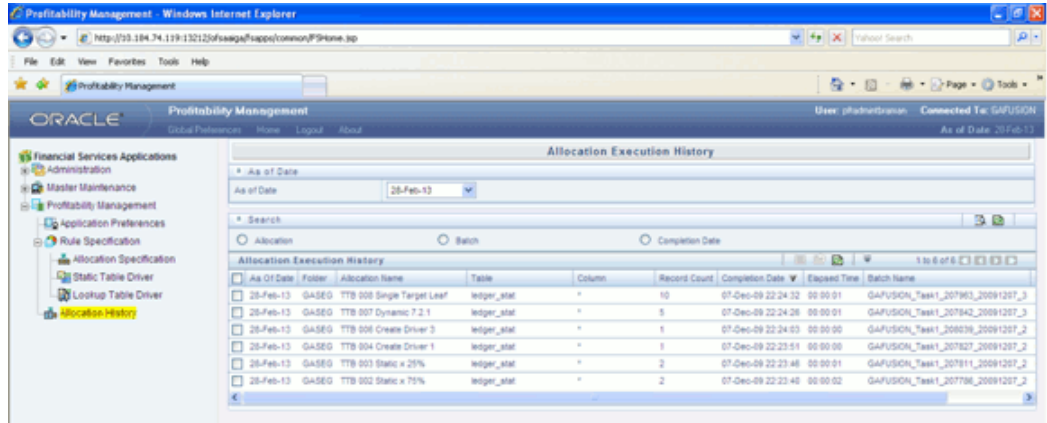 Profitability Management - Windows Internet Explorer
http://10.184.74.119:13212/ofsaaiga/fsapps/common/FSHome.jsp
Yahoo! Search
File Edit View Favorites Tools Help
Profitability Management
Page Tools
ORACLE
Profitability Management
Global Preferences Home Logout About
Connected To: GAFUSION
As of Date: 28-Feb-13
Financial Services Applications
Administration
Master Maintenance
Profitability Management
Application Preferences
Rule Specification
Allocation Specification
Static Table Driver
Lookup Table Driver
Allocation History
Allocation Execution History
As of Date
As of Date 28-Feb-13
Search
Allocation Batch Completion Date
Allocation Execution History 1 to 6 of 6
As Of Date Folder Allocation Name Table Column Record Count Completion Date Elapsed Time Batch Name
28-Feb-13 GASEG TTB 008 Single Target Leaf ledger_stat * 10 07-Dec-09 22:24:32 00:00:01 GAFUSION_Task1_207963_20091207_3
28-Feb-13 GASEG TTB 007 Dynamic 7.2.1 ledger_stat * 5 07-Dec-09 22:24:26 00:00:01 GAFUSION_Task1_207842_20091207_3
28-Feb-13 GASEG TTB 006 Create Driver 3 ledger_stat * 1 07-Dec-09 22:24:03 00:00:00 GAFUSION_Task1_208039_20091207_2
28-Feb-13 GASEG TTB 004 Create Driver 1 ledger_stat * 1 07-Dec-09 22:23:51 00:00:00 GAFUSION_Task1_207827_20091207_2
28-Feb-13 GASEG TTB 003 Static x 25% ledger_stat * 2 07-Dec-09 22:23:46 00:00:01 GAFUSION_Task1_207811_20091207_2
28-Feb-13 GASEG TTB 002 Static x 75% ledger_stat * 2 07-Dec-09 22:23:40 00:00:02 GAFUSION_Task1_207786_20091207_2